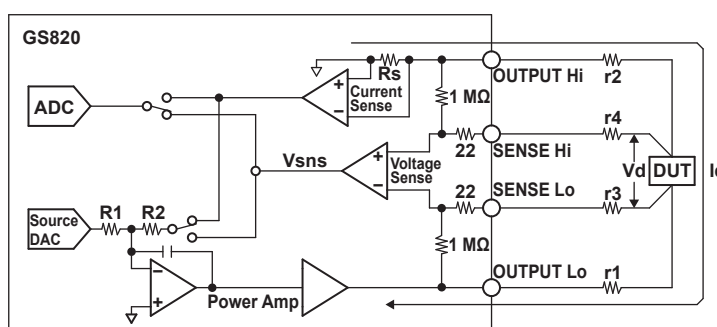 GS820
ADC
Rs
+
−
Current
Sense
OUTPUT Hi
r2
1 MΩ
r4
22
SENSE Hi
Vsns
+
−
Voltage
Sense
Vd
DUT
22
SENSE Lo
r3
Source
DAC
R1
R2
1 MΩ
−
+
Power Amp
OUTPUT Lo
r1